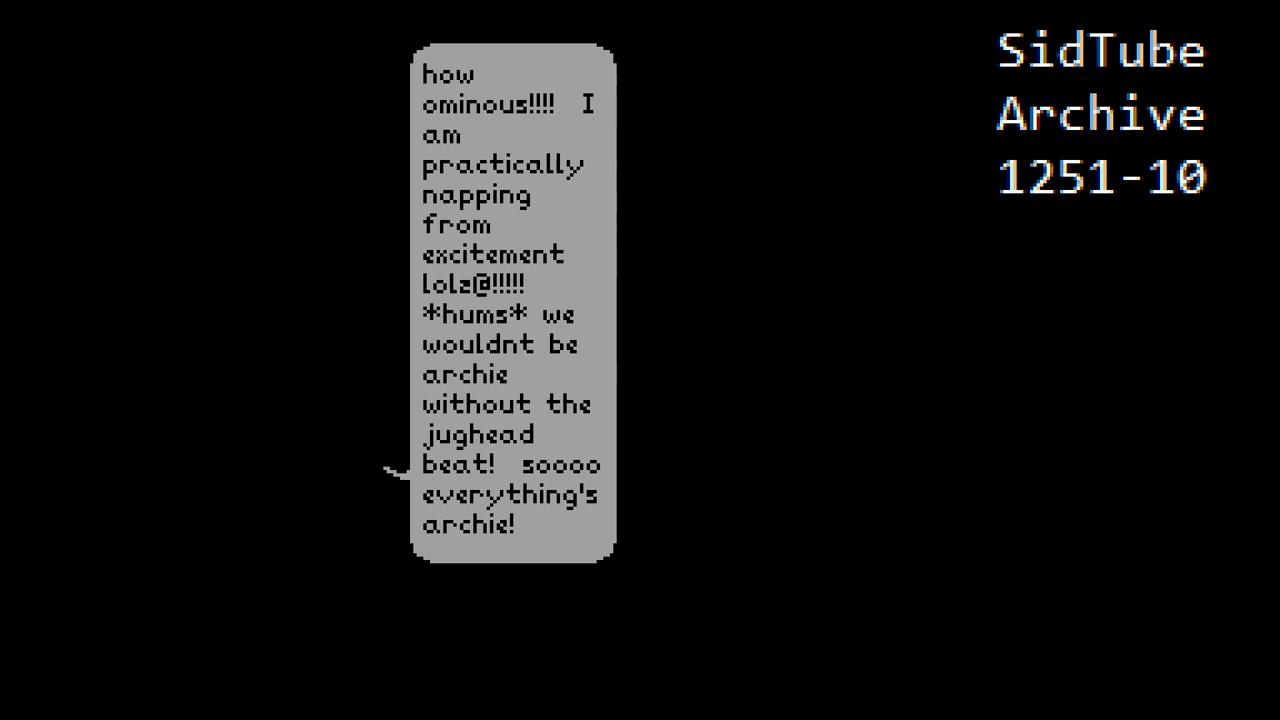 how
ominous!!!!  I
am
practically
napping
from
excitement
lolz@!!!!!
*hums* we
wouldnt be
archie
without the
jughead
beat!  soooo
everything's
archie!
SidTube
Archive
1251-10